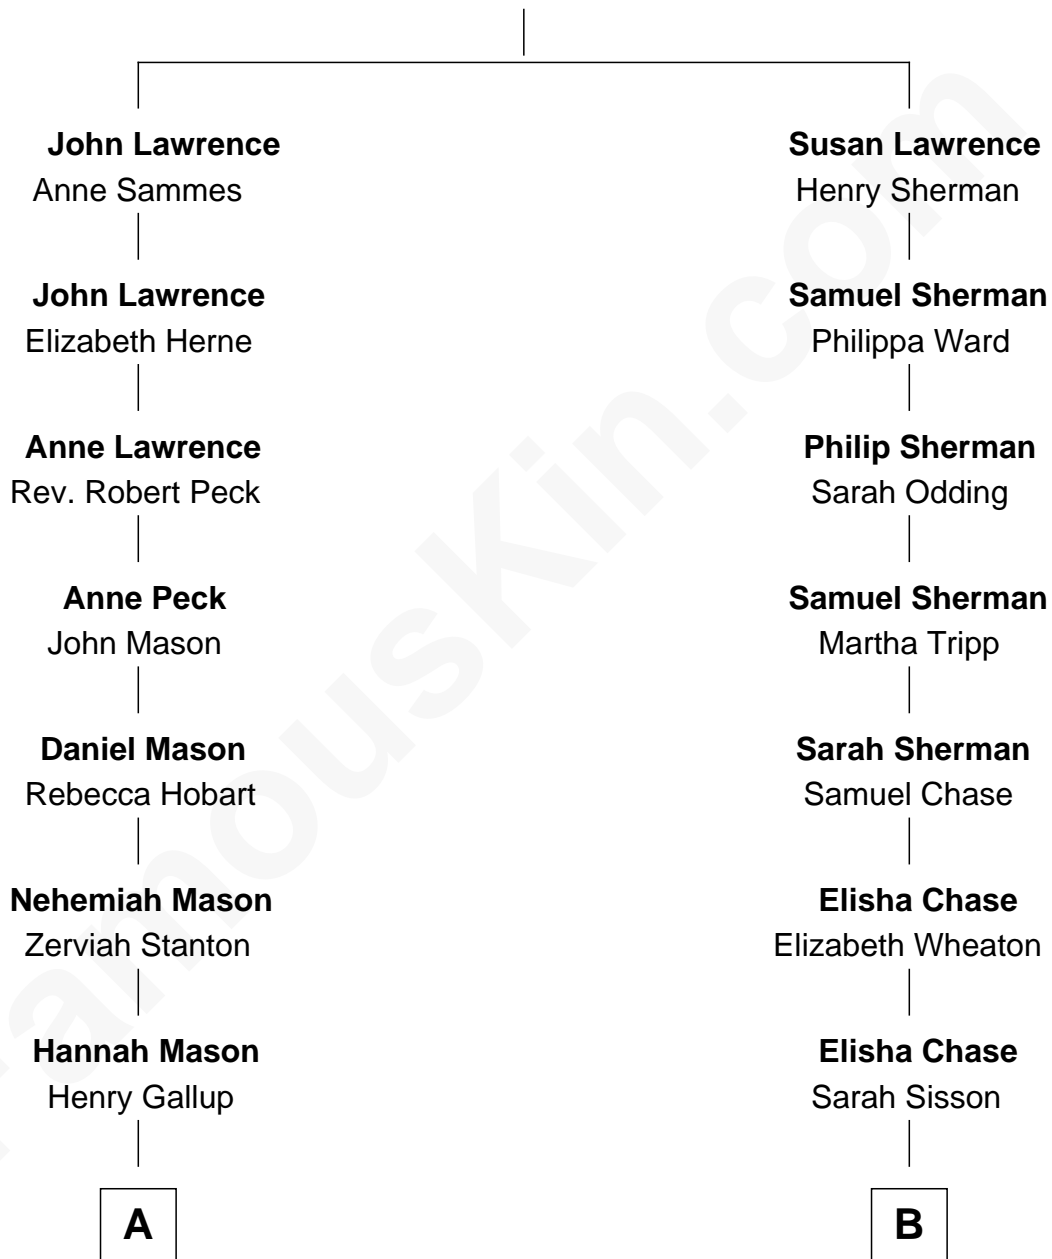 John Lawrence
Anne Sammes
John Lawrence
Elizabeth Herne
Anne Lawrence
Rev. Robert Peck
Anne Peck
John Mason
Daniel Mason
Rebecca Hobart
Nehemiah Mason
Zerviah Stanton
Hannah Mason
Henry Gallup
A
Susan Lawrence
Henry Sherman
Samuel Sherman
Philippa Ward
Philip Sherman
Sarah Odding
Samuel Sherman
Martha Tripp
Sarah Sherman
Samuel Chase
Elisha Chase
Elizabeth Wheaton
Elisha Chase
Sarah Sisson
B
FamousKin.com